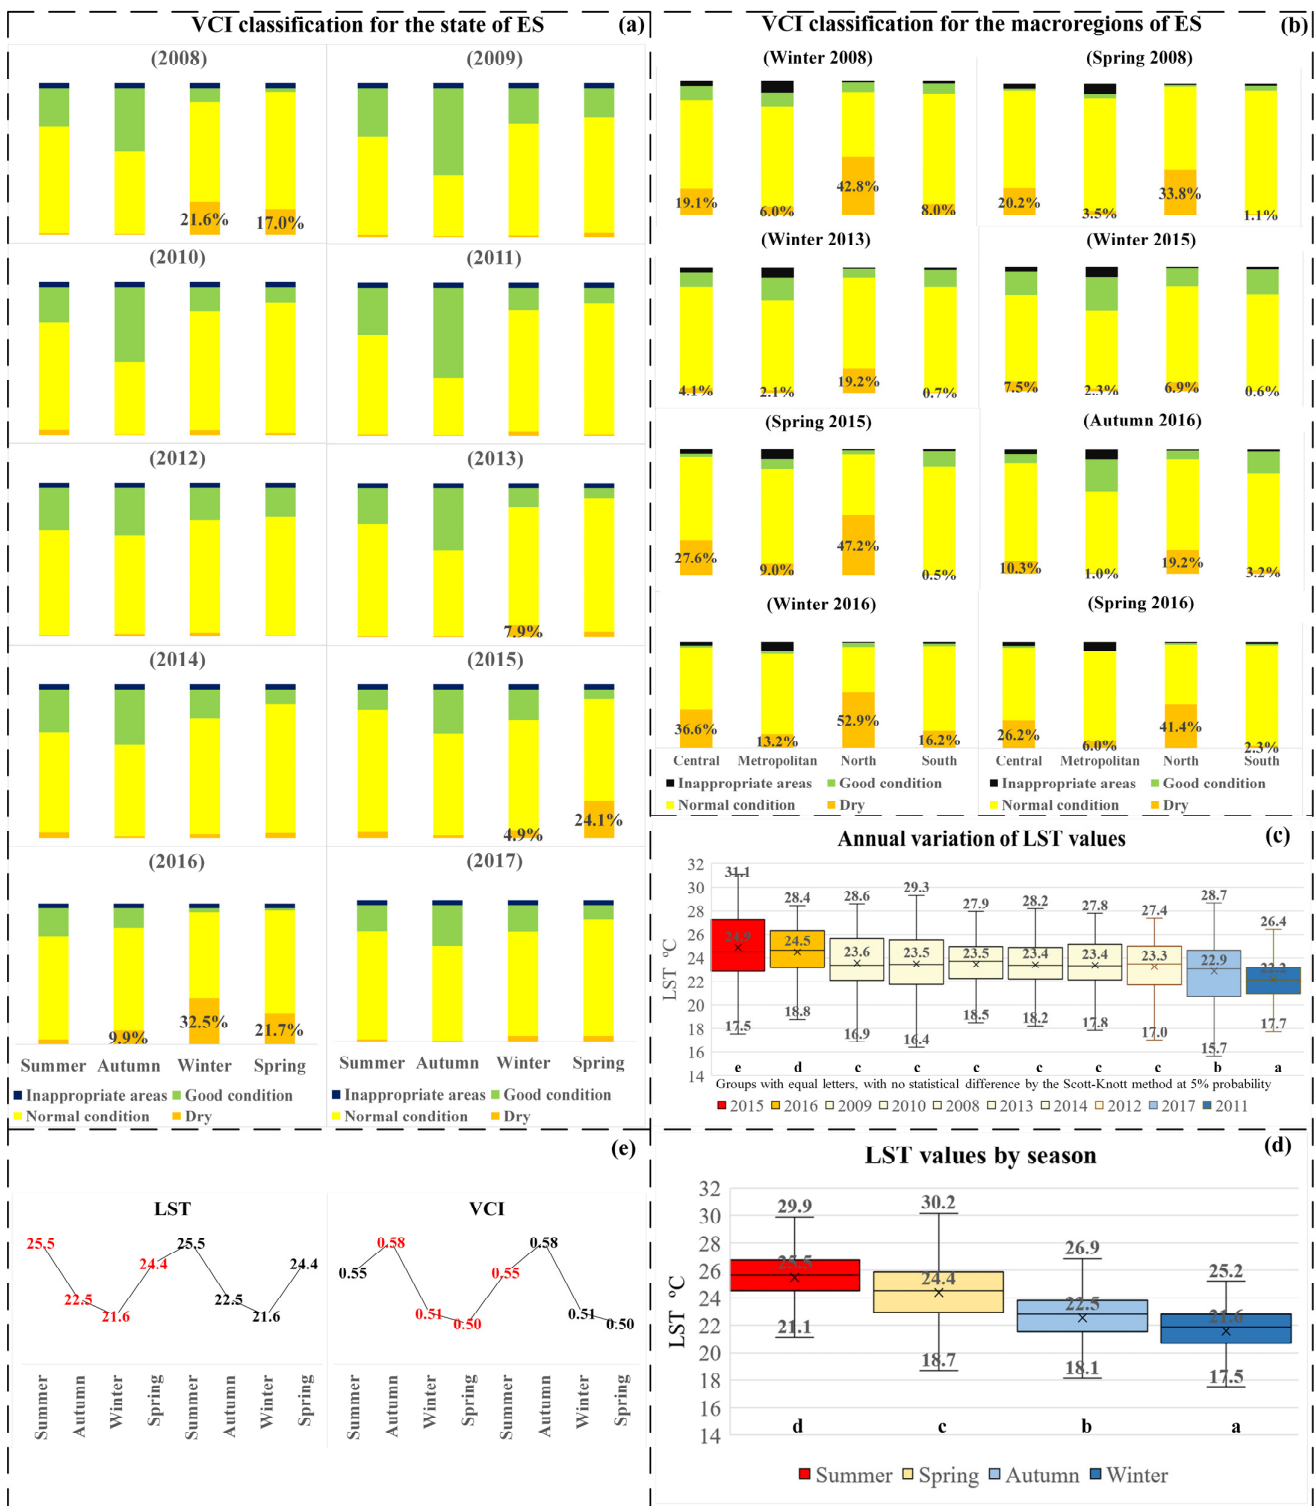 VCI classification for the state of ES (a)
(2008) (2009)
21.6% 17.0%
(2010) (2011)
(2012) (2013)
7.9%
(2014) (2015)
4.9% 24.1%
(2016) (2017)
9.9% 32.5% 21.7%
Summer Autumn Winter Spring Summer Autumn Winter Spring
Inappropriate areas Good condition Inappropriate areas Good condition
Normal condition Dry Normal condition Dry
VCI classification for the macroregions of ES (b)
(Winter 2008) (Spring 2008)
19.1% 6.0% 42.8% 8.0% 20.2% 3.5% 33.8% 1.1%
(Winter 2013) (Winter 2015)
4.1% 2.1% 19.2% 0.7% 7.5% 2.3% 6.9% 0.6%
(Spring 2015) (Autumn 2016)
27.6% 9.0% 47.2% 0.5% 10.3% 1.0% 19.2% 3.2%
(Winter 2016) (Spring 2016)
36.6% 13.2% 52.9% 16.2% 26.2% 6.0% 41.4% 2.3%
Central Metropolitan North South Central Metropolitan North South
Inappropriate areas Good condition Inappropriate areas Good condition
Normal condition Dry Normal condition Dry
Annual variation of LST values (c)
LST ºC
32
30
28
26
24
22
20
18
16
14
31.1 28.4 28.6 29.3 27.9 28.2 27.8 27.4 28.7 26.4
24.9 24.5 23.6 23.5 23.5 23.4 23.4 23.3 22.9
17.5 18.8 16.9 16.4 18.5 18.2 17.8 17.0 15.7 17.7
e d c c c c c c b a
Groups with equal letters, with no statistical difference by the Scott-Knott method at 5% probability
2015 2016 2009 2010 2008 2013 2014 2012 2017 2011
(e)
LST VCI
25.5 22.5 21.6 24.4 25.5 22.5 21.6 24.4
0.55 0.58 0.51 0.50 0.55 0.58 0.51 0.50
Summer Autumn Winter Spring Summer Autumn Winter Spring
Summer Autumn Winter Spring Summer Autumn Winter Spring
LST values by season (d)
LST ºC
32
30
28
26
24
22
20
18
16
14
29.9 30.2 26.9 25.2
25.5 24.4 22.5 21.6
21.1 18.7 18.1 17.5
d c b a
Summer Spring Autumn Winter